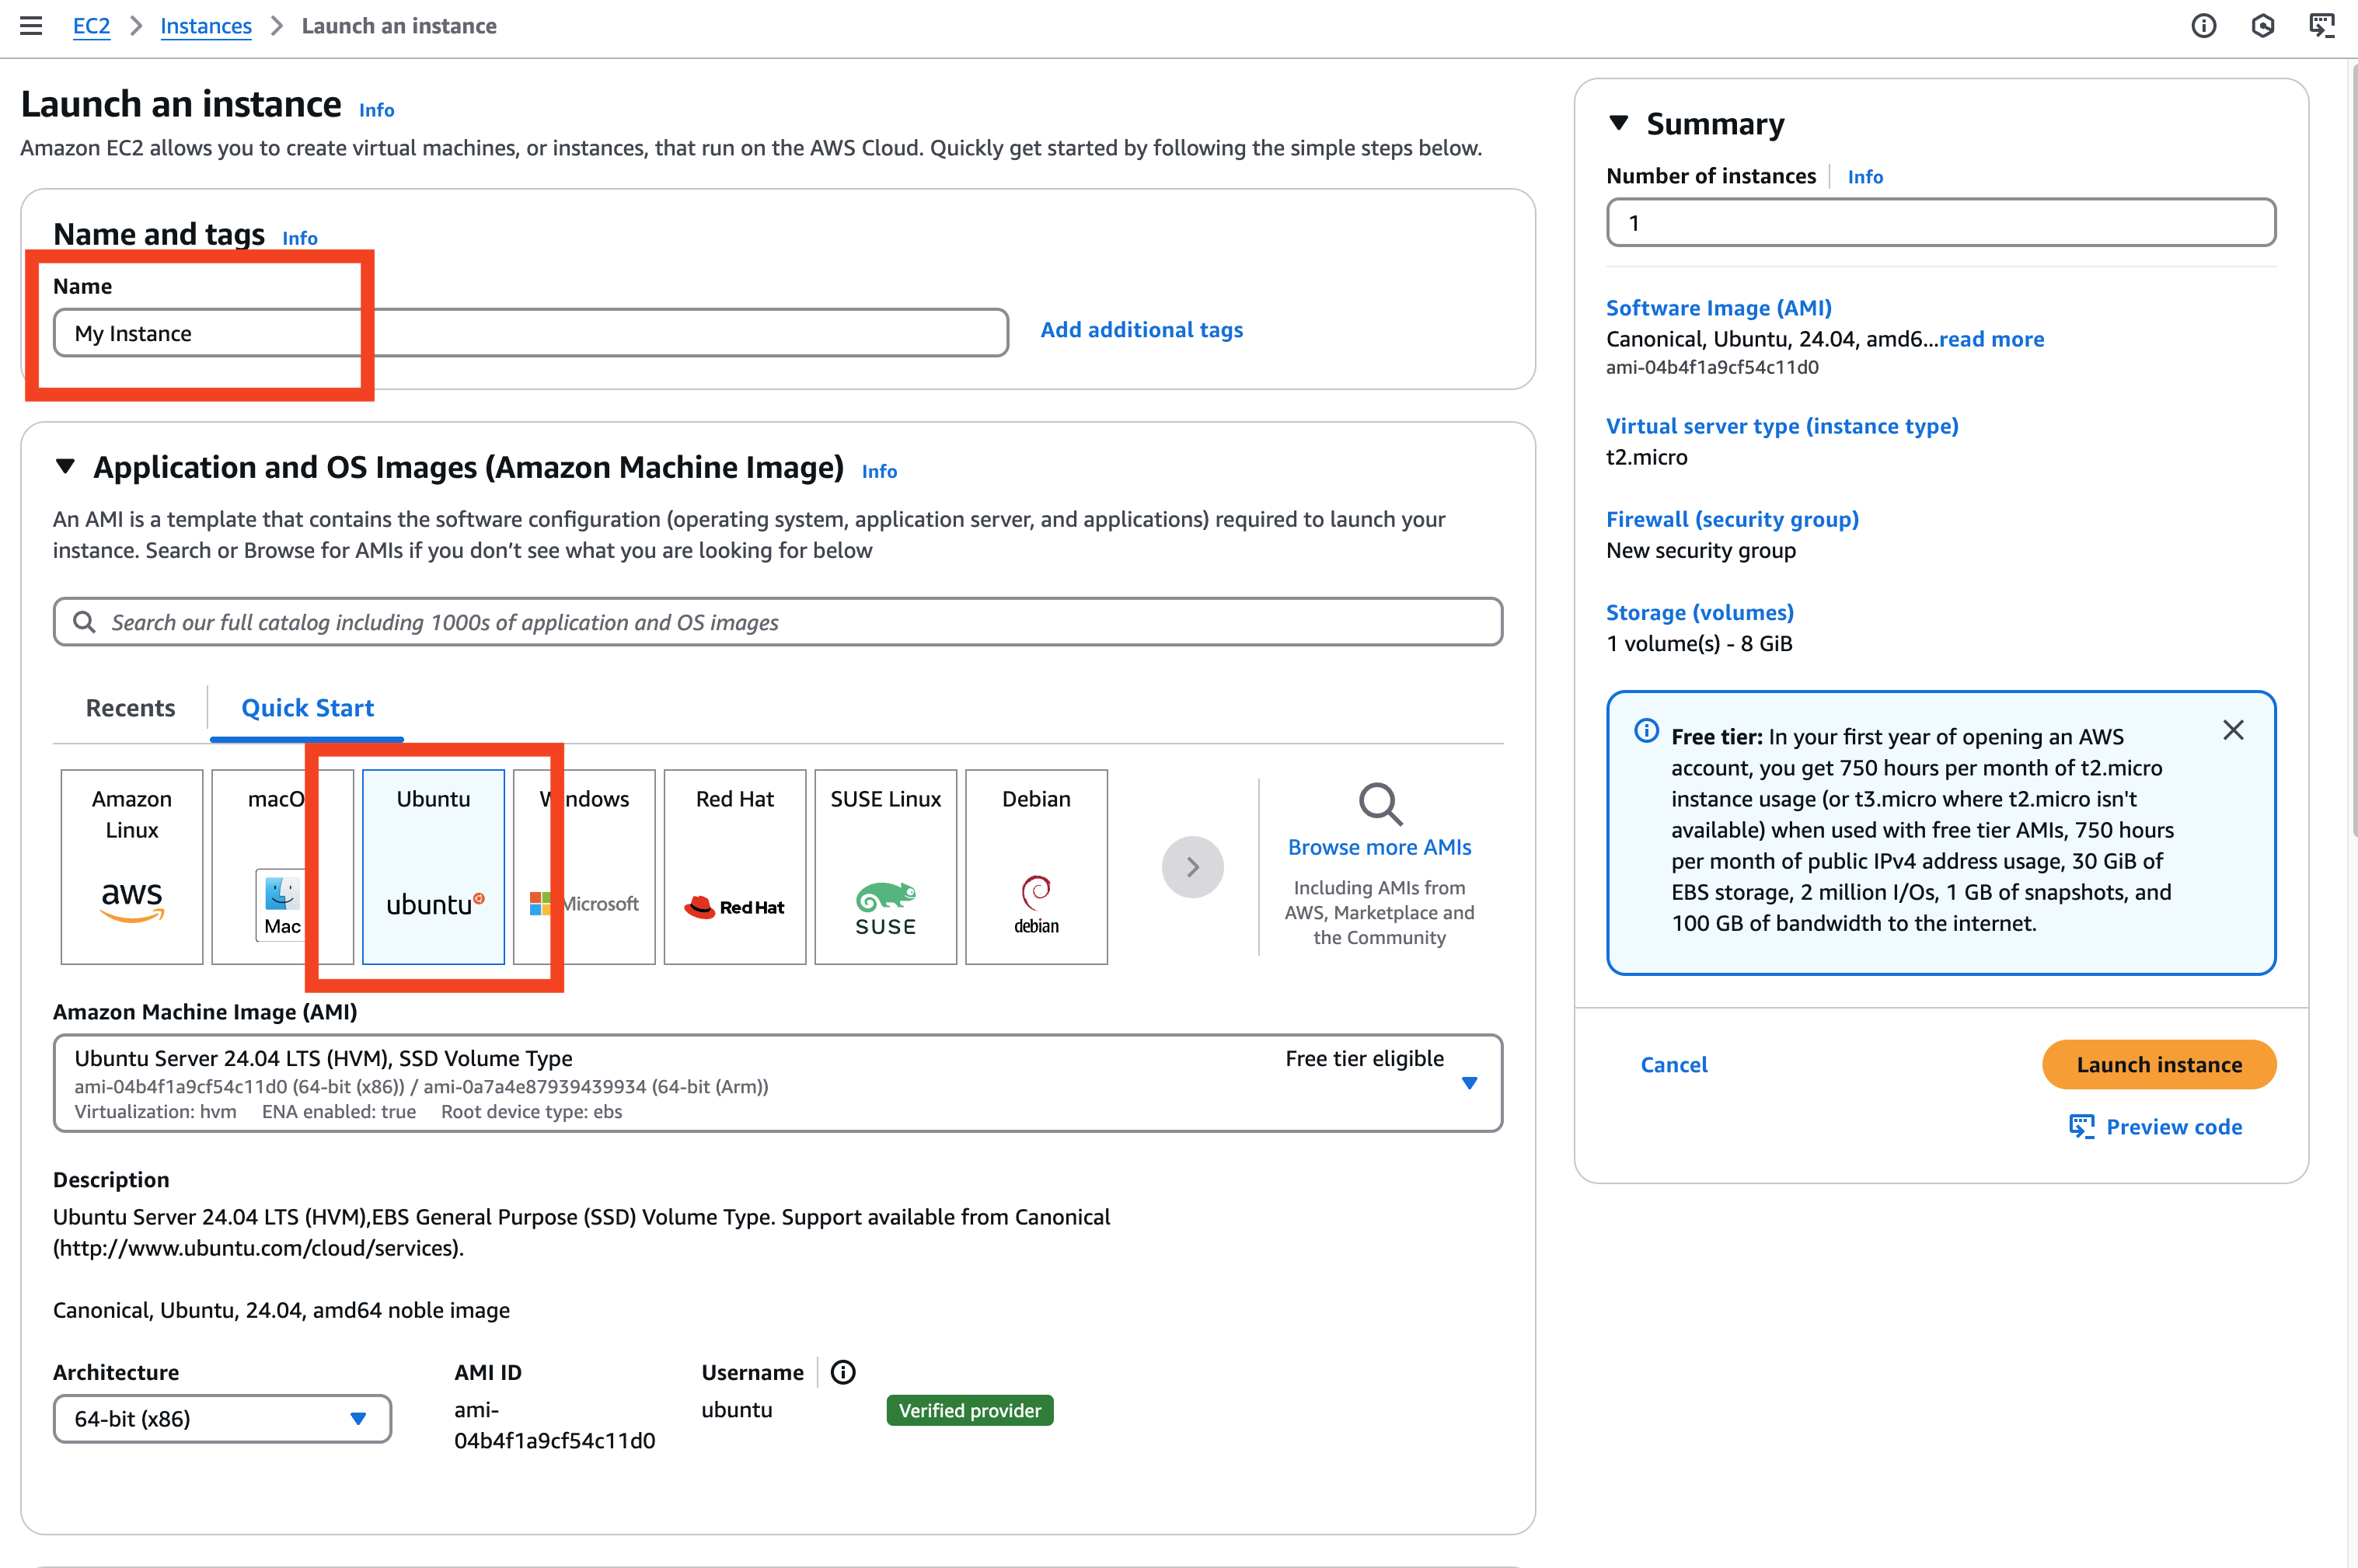 EC2 > Instances > Launch an instance
Launch an instance Info
Amazon EC2 allows you to create virtual machines, or instances, that run on the AWS Cloud. Quickly get started by following the simple steps below.
Name and tags Info
Name
My Instance
Add additional tags
Application and OS Images (Amazon Machine Image) Info
An AMI is a template that contains the software configuration (operating system, application server, and applications) required to launch your
instance. Search or Browse for AMIs if you don’t see what you are looking for below
Search our full catalog including 1000s of application and OS images
Recents
Quick Start
Amazon
Linux
aws
macO
Mac
Ubuntu
ubuntu
W ndows
Microsoft
Red Hat
Red Hat
SUSE Linux
SUSE
Debian
debian
Browse more AMIs
Including AMIs from
AWS, Marketplace and
the Community
Amazon Machine Image (AMI)
Ubuntu Server 24.04 LTS (HVM), SSD Volume Type
Free tier eligible
ami-04b4f1a9cf54c11d0 (64-bit (x86)) / ami-0a7a4e87939439934 (64-bit (Arm))
Virtualization: hvm ENA enabled: true Root device type: ebs
Description
Ubuntu Server 24.04 LTS (HVM),EBS General Purpose (SSD) Volume Type. Support available from Canonical
(http://www.ubuntu.com/cloud/services).
Canonical, Ubuntu, 24.04, amd64 noble image
Architecture
64-bit (x86)
AMI ID
ami-
04b4f1a9cf54c11d0
Username
ubuntu
Verified provider
Summary
Number of instances Info
1
Software Image (AMI)
Canonical, Ubuntu, 24.04, amd6...read more
ami-04b4f1a9cf54c11d0
Virtual server type (instance type)
t2.micro
Firewall (security group)
New security group
Storage (volumes)
1 volume(s) - 8 GiB
Free tier: In your first year of opening an AWS
account, you get 750 hours per month of t2.micro
instance usage (or t3.micro where t2.micro isn't
available) when used with free tier AMIs, 750 hours
per month of public IPv4 address usage, 30 GiB of
EBS storage, 2 million I/Os, 1 GB of snapshots, and
100 GB of bandwidth to the internet.
Cancel
Launch instance
Preview code